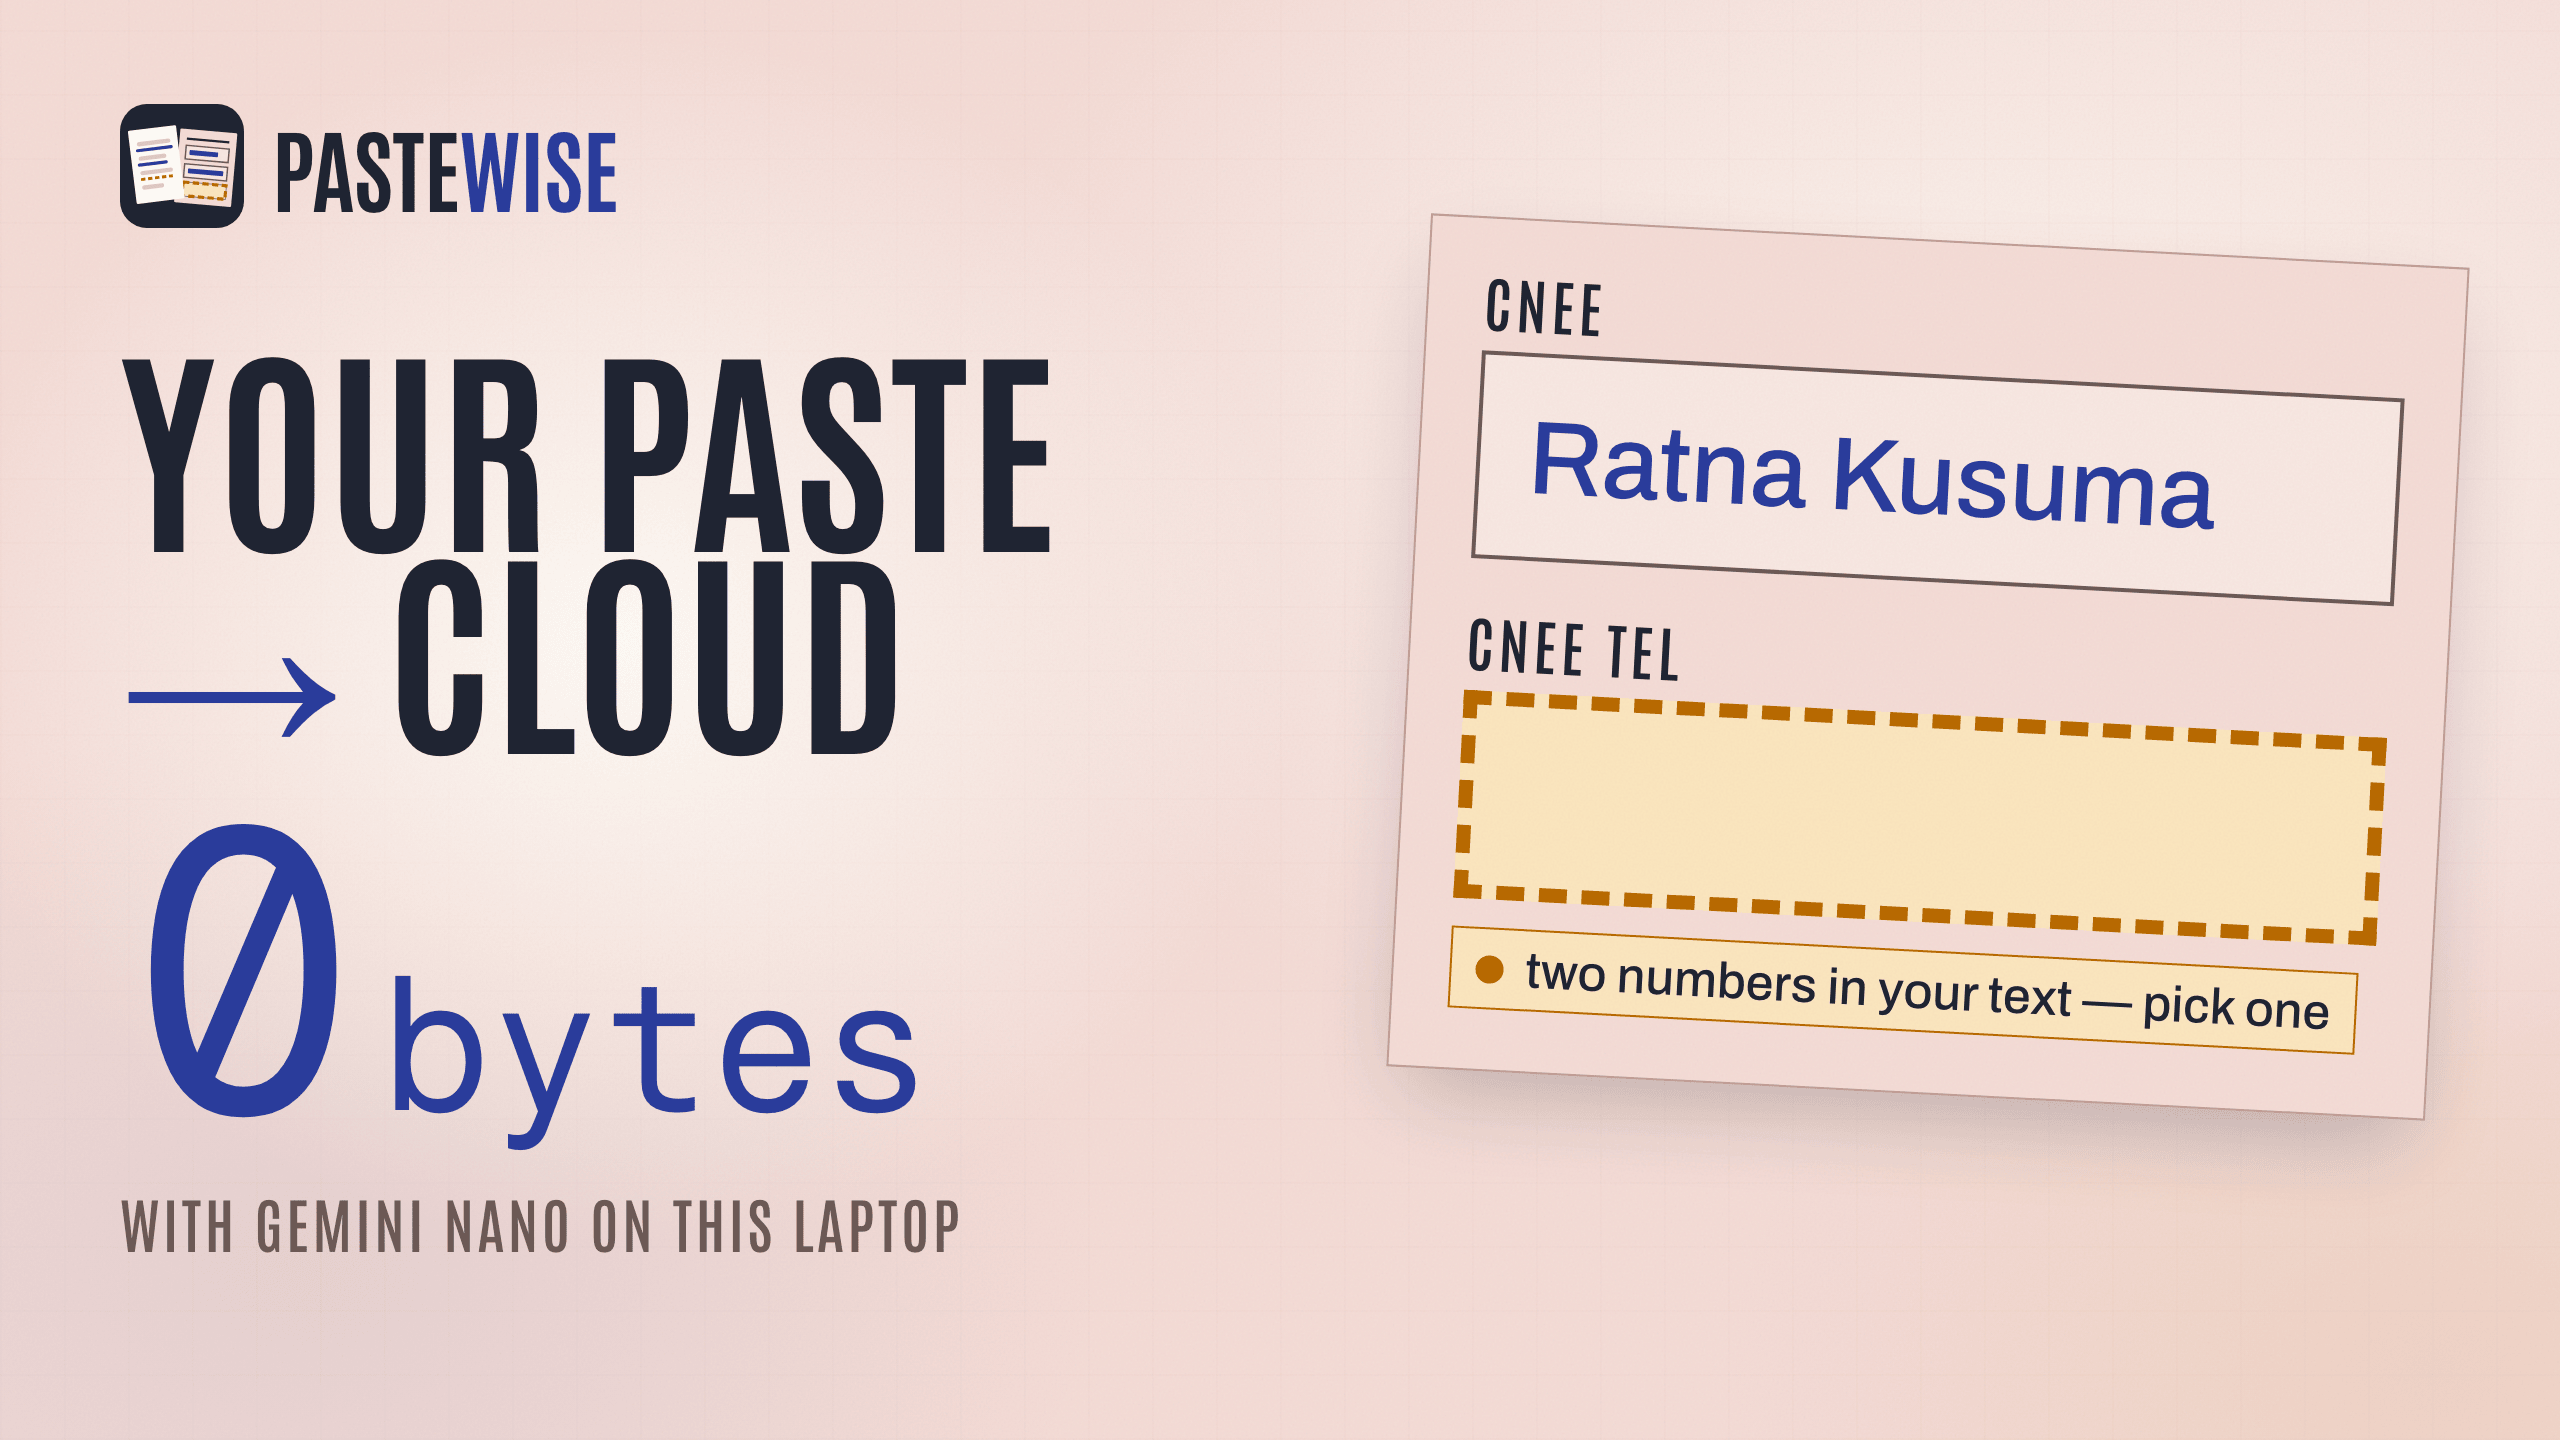 PASTEWISE
YOUR PASTE
→ CLOUD
0 bytes
WITH GEMINI NANO ON THIS LAPTOP
CNEE
Ratna Kusuma
CNEE TEL
two numbers in your text — pick one